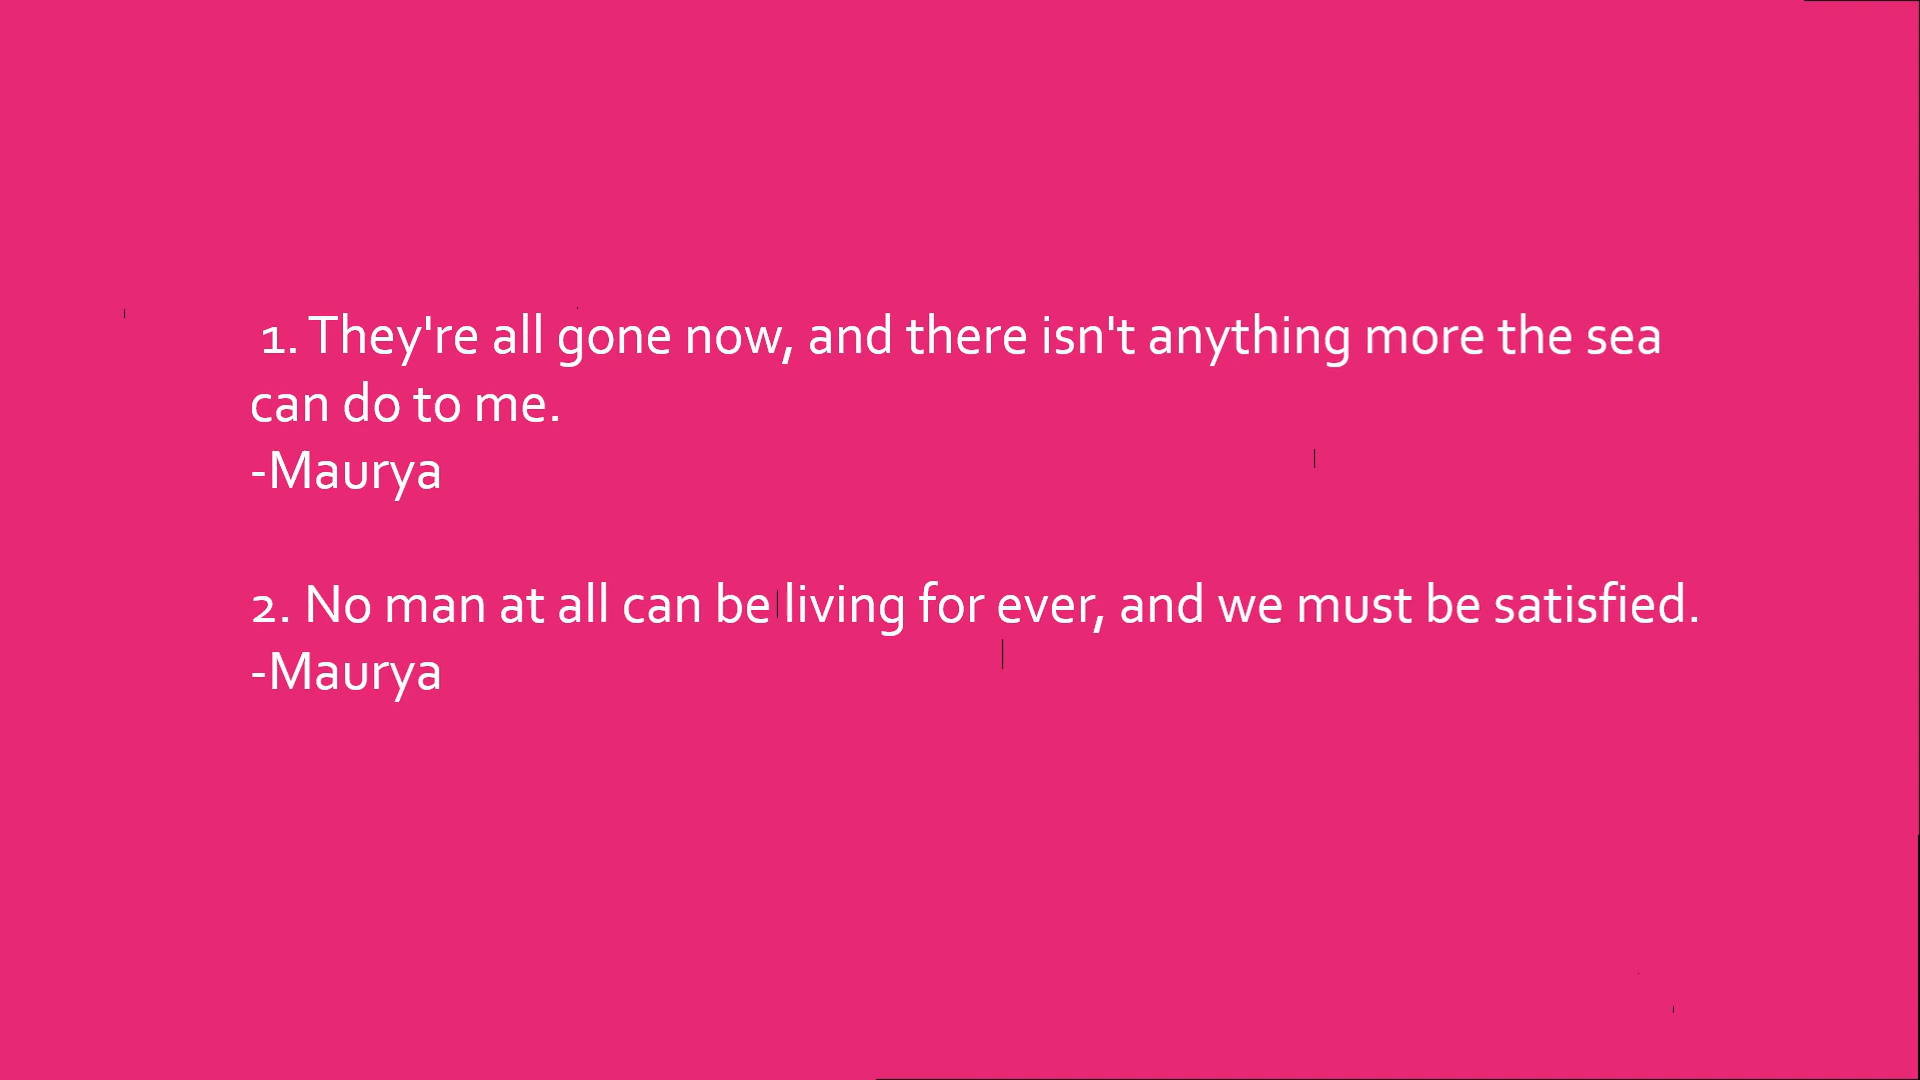 1. They're all gone now, and there isn't anything more the sea
can do to me.
-Maurya
2. No man at all can be living for ever, and we must be satisfied.
-Maurya